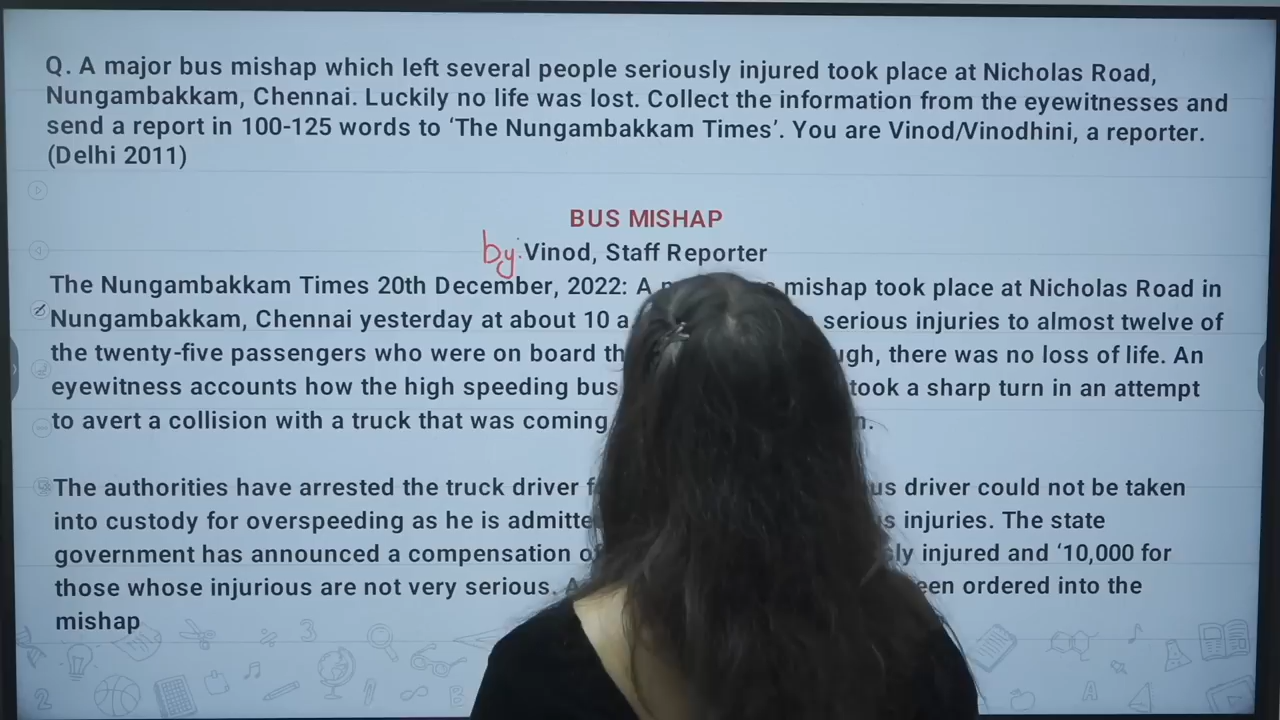 Q. A major bus mishap which left several people seriously injured took place at Nicholas Road,
Nungambakkam, Chennai. Luckily no life was lost. Collect the information from the eyewitnesses and
send a report in 100-125 words to ‘The Nungambakkam Times’. You are Vinod/Vinodhini, a reporter.
(Delhi 2011)
BUS MISHAP
by: Vinod, Staff Reporter
The Nungambakkam Times 20th December, 2022: A mishap took place at Nicholas Road in
Nungambakkam, Chennai yesterday at about 10 serious injuries to almost twelve of
the twenty-five passengers who were on board there was no loss of life. An
eyewitness accounts how the high speeding bus took a sharp turn in an attempt
to avert a collision with a truck that was coming
The authorities have arrested the truck driver driver could not be taken
into custody for overspeeding as he is injuries. The state
government has announced a compensation injured and ‘10,000 for
those whose injurious are not very serious. ordered into the
mishap